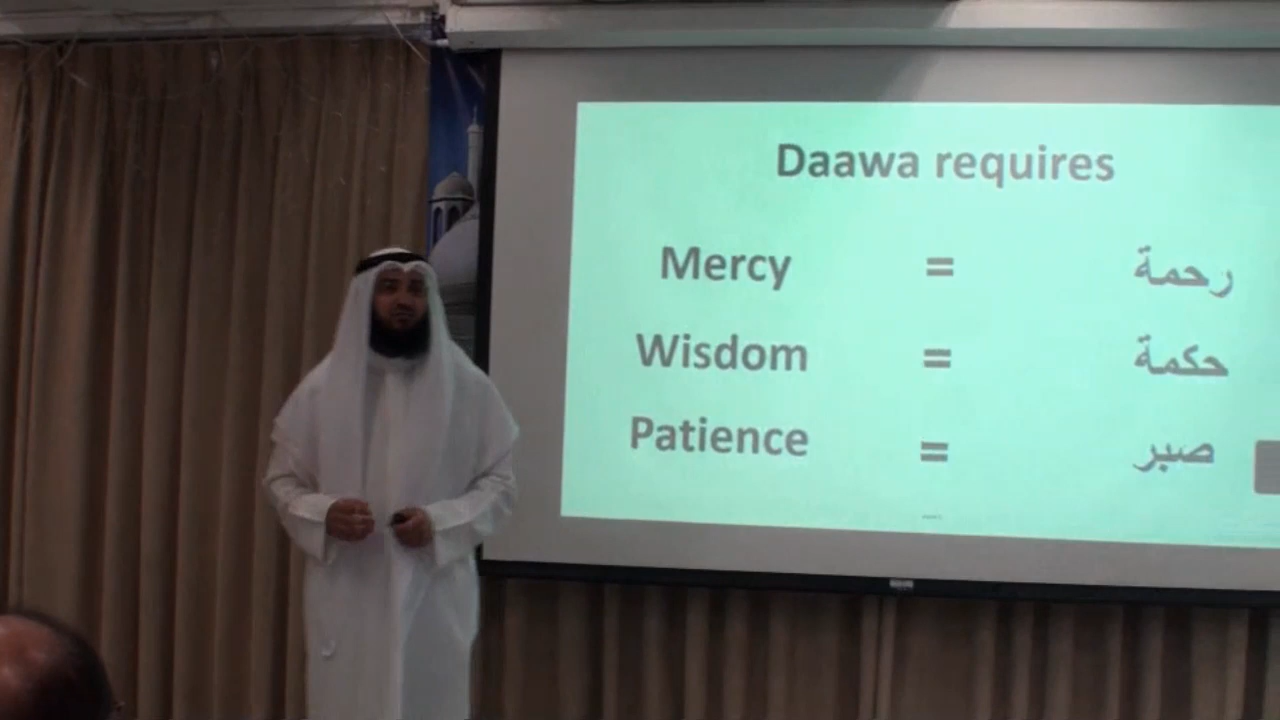 Daawa requires
Mercy = رحمة
Wisdom = حكمة
Patience = صبر